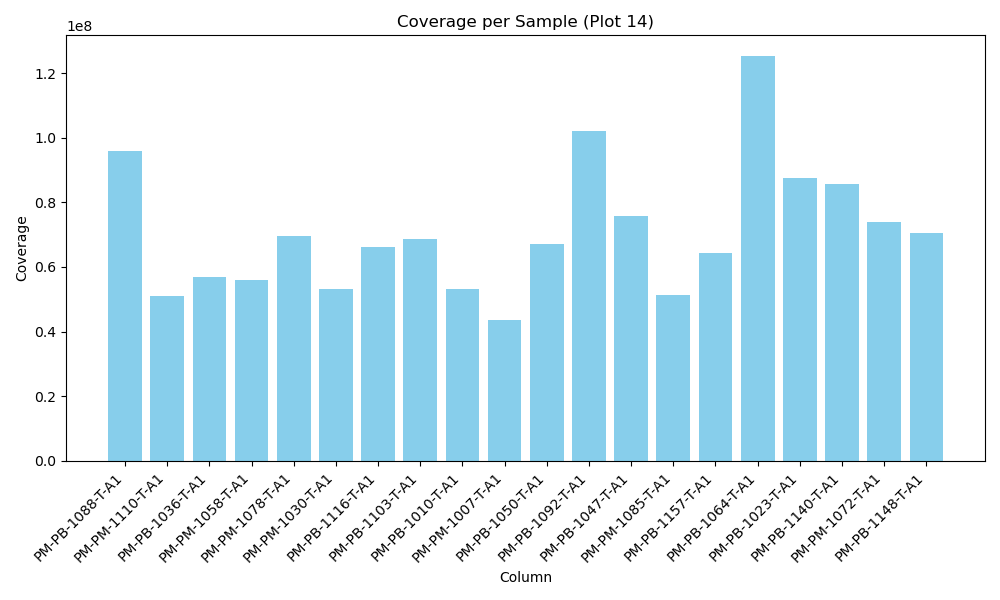 Coverage per Sample (Plot 14)
1e8
1.2
1.0
0.8
0.6
0.4
0.2
0.0
Coverage
PM-PB-1088-T-A1
PM-PM-1110-T-A1
PM-PB-1036-T-A1
PM-PM-1058-T-A1
PM-PM-1078-T-A1
PM-PM-1030-T-A1
PM-PB-1116-T-A1
PM-PB-1103-T-A1
PM-PB-1010-T-A1
PM-PM-1007-T-A1
PM-PB-1050-T-A1
PM-PB-1092-T-A1
PM-PB-1047-T-A1
PM-PM-1085-T-A1
PM-PB-1157-T-A1
PM-PB-1064-T-A1
PM-PB-1023-T-A1
PM-PB-1140-T-A1
PM-PM-1072-T-A1
PM-PB-1148-T-A1
Column